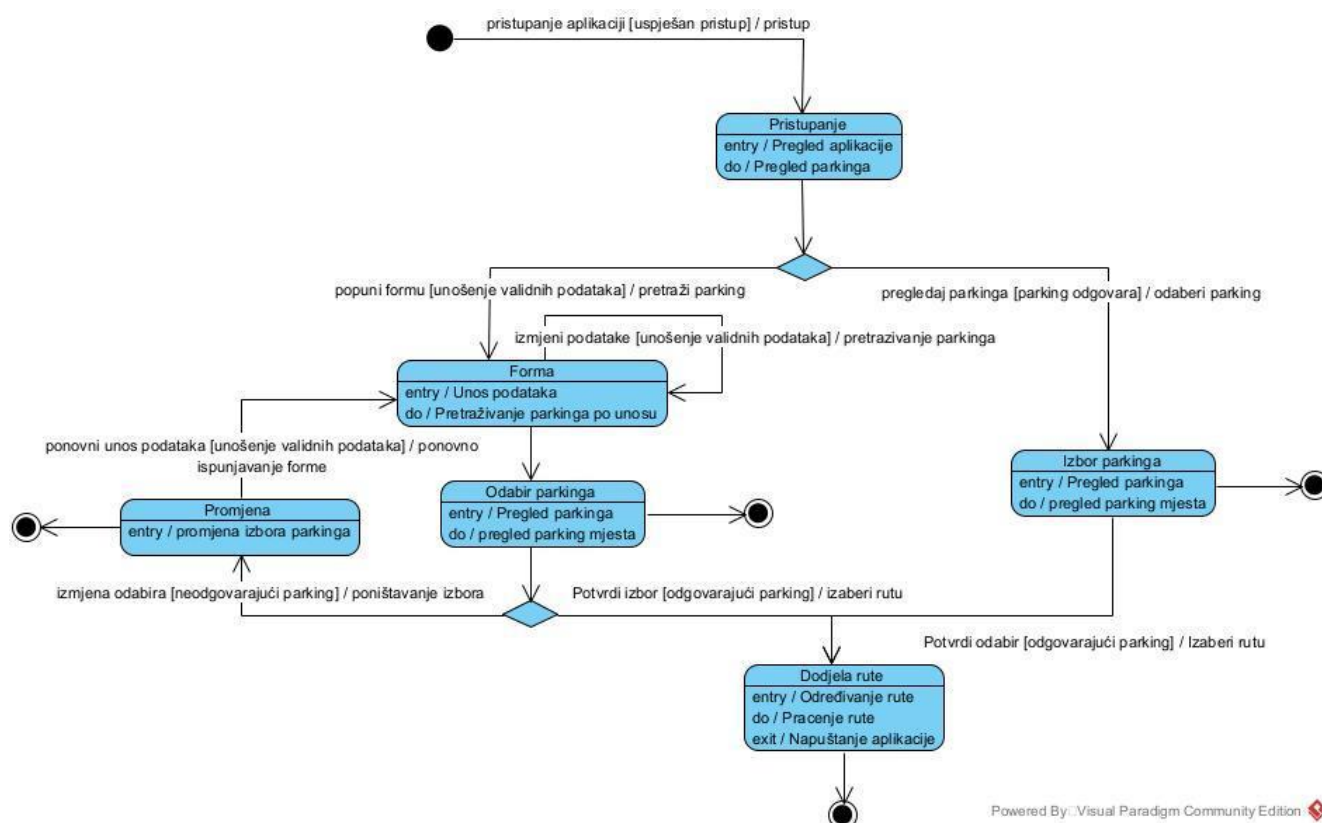 pristupanje aplikaciji [uspješan pristup] / pristup
Pristupanje
entry / Pregled aplikacije
do / Pregled parkinga
popuni formu [unošenje validnih podataka] / pretraži parking
pregledaj parkinga [parking odgovara] / odaberi parking
izmjeni podatake [unošenje validnih podataka] / pretrazivanje parkinga
Forma
entry / Unos podataka
do / Pretraživanje parkinga po unosu
ponovni unos podataka [unošenje validnih podataka] / ponovno
ispunjavanje forme
Izbor parkinga
entry / Pregled parkinga
do / pregled parking mjesta
Odabir parkinga
entry / Pregled parkinga
do / pregled parking mjesta
Promjena
entry / promjena izbora parkinga
izmjena odabira [neodgovarajući parking] / poništavanje izbora
Potvrdi izbor [odgovarajući parking] / izaberi rutu
Potvrdi odabir [odgovarajući parking] / Izaberi rutu
Dodjela rute
entry / Određivanje rute
do / Pracenje rute
exit / Napuštanje aplikacije
Powered By Visual Paradigm Community Edition